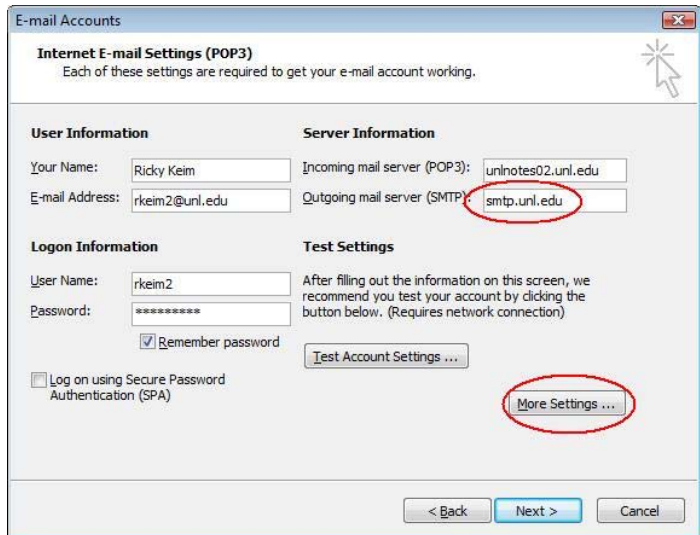 E-mail Accounts
Internet E-mail Settings (POP3)
Each of these settings are required to get your e-mail account working.
User Information
Your Name: Ricky Keim
E-mail Address: rkeim2@unl.edu
Server Information
Incoming mail server (POP3): unlnotes02.unl.edu
Outgoing mail server (SMTP): smtp.unl.edu
Logon Information
User Name: rkeim2
Password: *********
Remember password
Log on using Secure Password
Authentication (SPA)
Test Settings
After filling out the information on this screen, we
recommend you test your account by clicking the
button below. (Requires network connection)
Test Account Settings ...
More Settings ...
< Back Next > Cancel